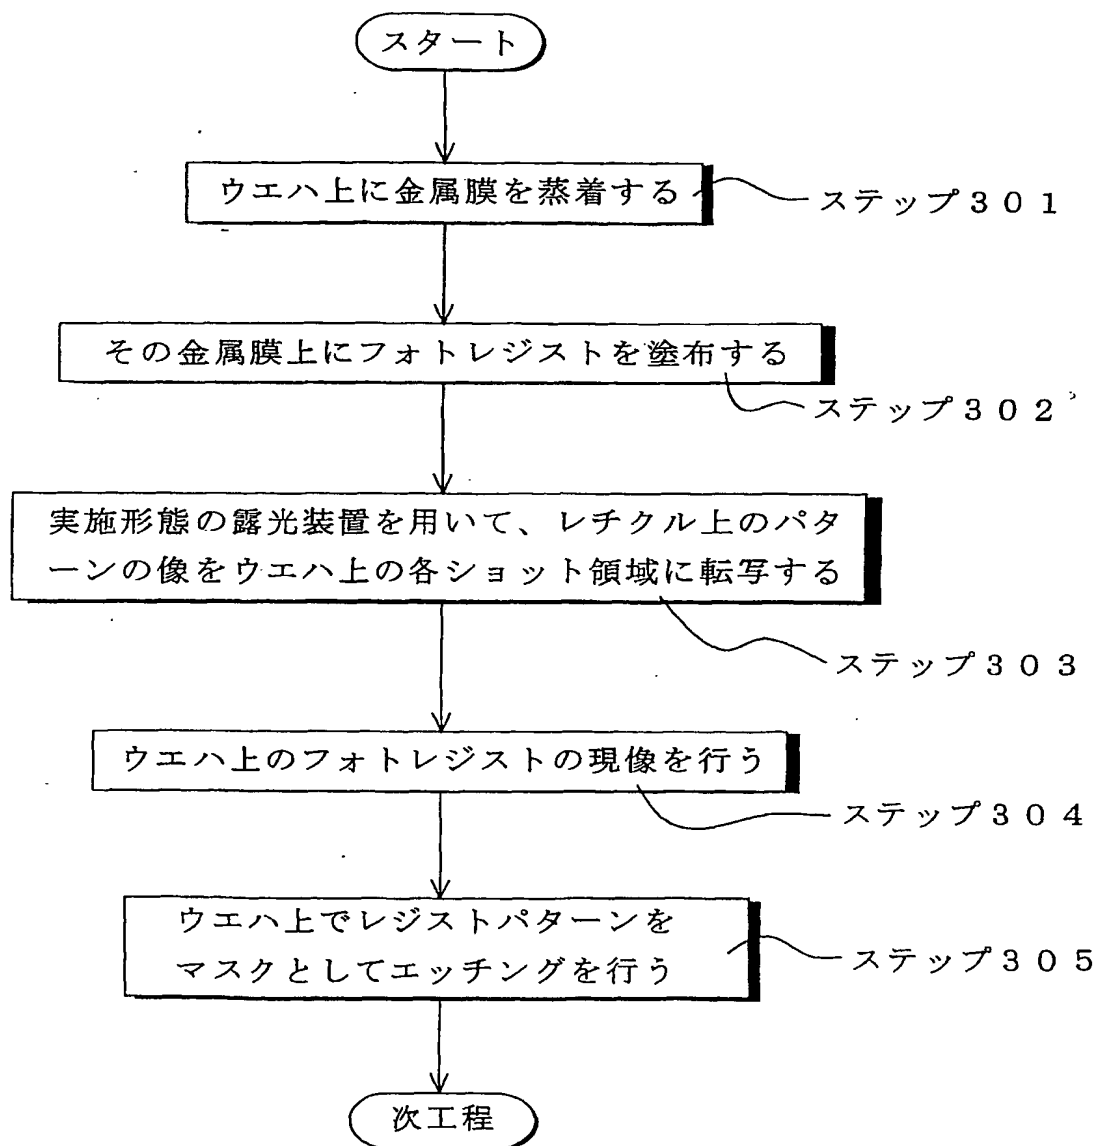 スタート
ウエハ上に金属膜を蒸着する
ステップ301
その金属膜上にフォトレジストを塗布する
ステップ302
実施形態の露光装置を用いて、レチクル上のパタ
ーンの像をウエハ上の各ショット領域に転写する
ステップ303
ウエハ上のフォトレジストの現像を行う
ステップ304
ウエハ上でレジストパターンを
マスクとしてエッチングを行う
ステップ305
次工程